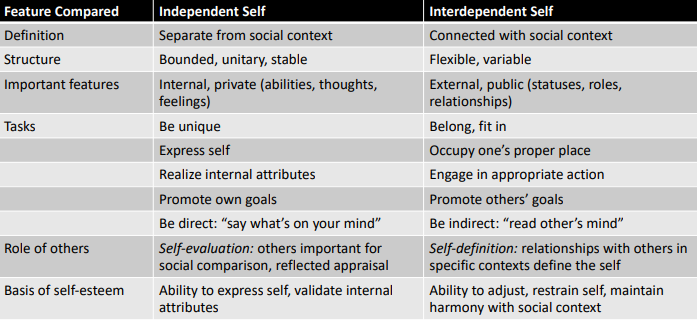 Feature Compared Independent Self Interdependent Self
Definition Separate from social context Connected with social context
Structure Bounded, unitary, stable Flexible, variable
Important features Internal, private (abilities, thoughts, External, public (statuses, roles,
feelings) relationships)
Tasks Be unique Belong, fit in
Express self Occupy one’s proper place
Realize internal attributes Engage in appropriate action
Promote own goals Promote others’ goals
Be direct: “say what’s on your mind” Be indirect: “read other’s mind”
Role of others Self-evaluation: others important for Self-definition: relationships with others in
social comparison, reflected appraisal specific contexts define the self
Basis of self-esteem Ability to express self, validate internal Ability to adjust, restrain self, maintain
attributes harmony with social context